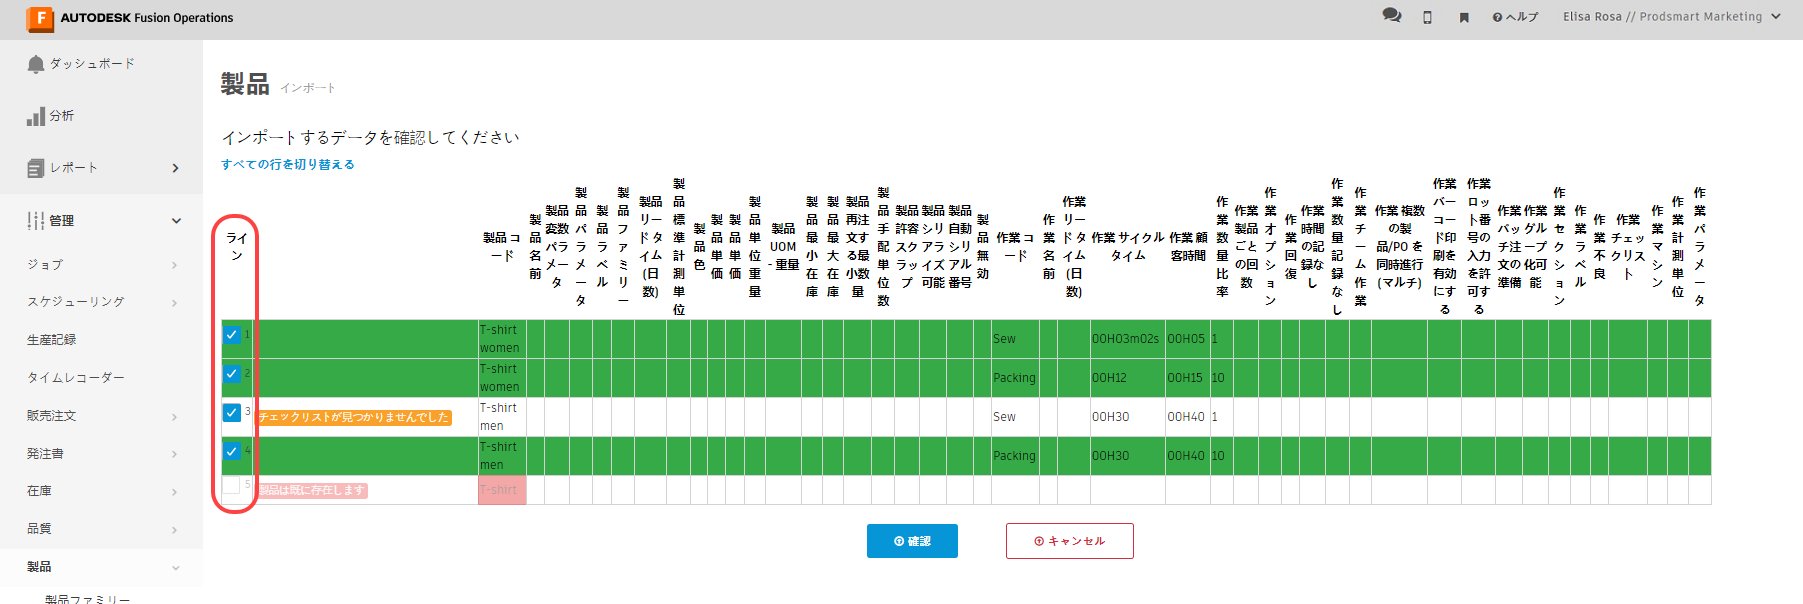 AUTODESK Fusion Operations
ヘルプ
Elisa Rosa // Prodsmart Marketing
ダッシュボード
分析
レポート
管理
ジョブ
スケジューリング
生産記録
タイムレコーダー
販売注文
発注書
在庫
品質
製品
製品ファミリー
製品 インポート
インポートするデータを確認してください
すべての行を切り替える
ライン
製品コード
製品名前
製品変数パラメータ
製品パラメータ
製品ラベル
製品ファミリー
製品リードタイム(日数)
製品標準計測単位
製品色
製品単価
製品単価
製品単位重量
製品UOM - 重量
製品最小在庫
製品最大在庫
製品再注文する最小数量
製品手配単位数
製品許容スクラップ
製品シリアライズ可能
製品自動シリアル番号
製品無効
作業コード
作業名前
作業リードタイム(日数)
作業サイクルタイム
作業顧客時間
作業数量比率
作業製品ごとの回数
作業オプション
作業回復
作業時間の記録なし
作業数量記録なし
作業チーム作業
作業複数の製品/POを同時進行(マルチ)
作業バーコード印刷を有効にする
作業ロット番号の入力を許可する
作業バッチ注文の準備
作業グループ化可能
作業セクション
作業ラベル
作業不良
作業チェックリスト
作業マシン
作業計測単位
作業パラメータ
1 T-shirt women Sew 00H03m02s 00H05 1
2 T-shirt women Packing 00H12 00H15 10
3 チェックリストが見つかりませんでした T-shirt men Sew 00H30 00H40 1
4 T-shirt men Packing 00H30 00H40 10
5 製品は既に存在します T-shirt
確認
キャンセル